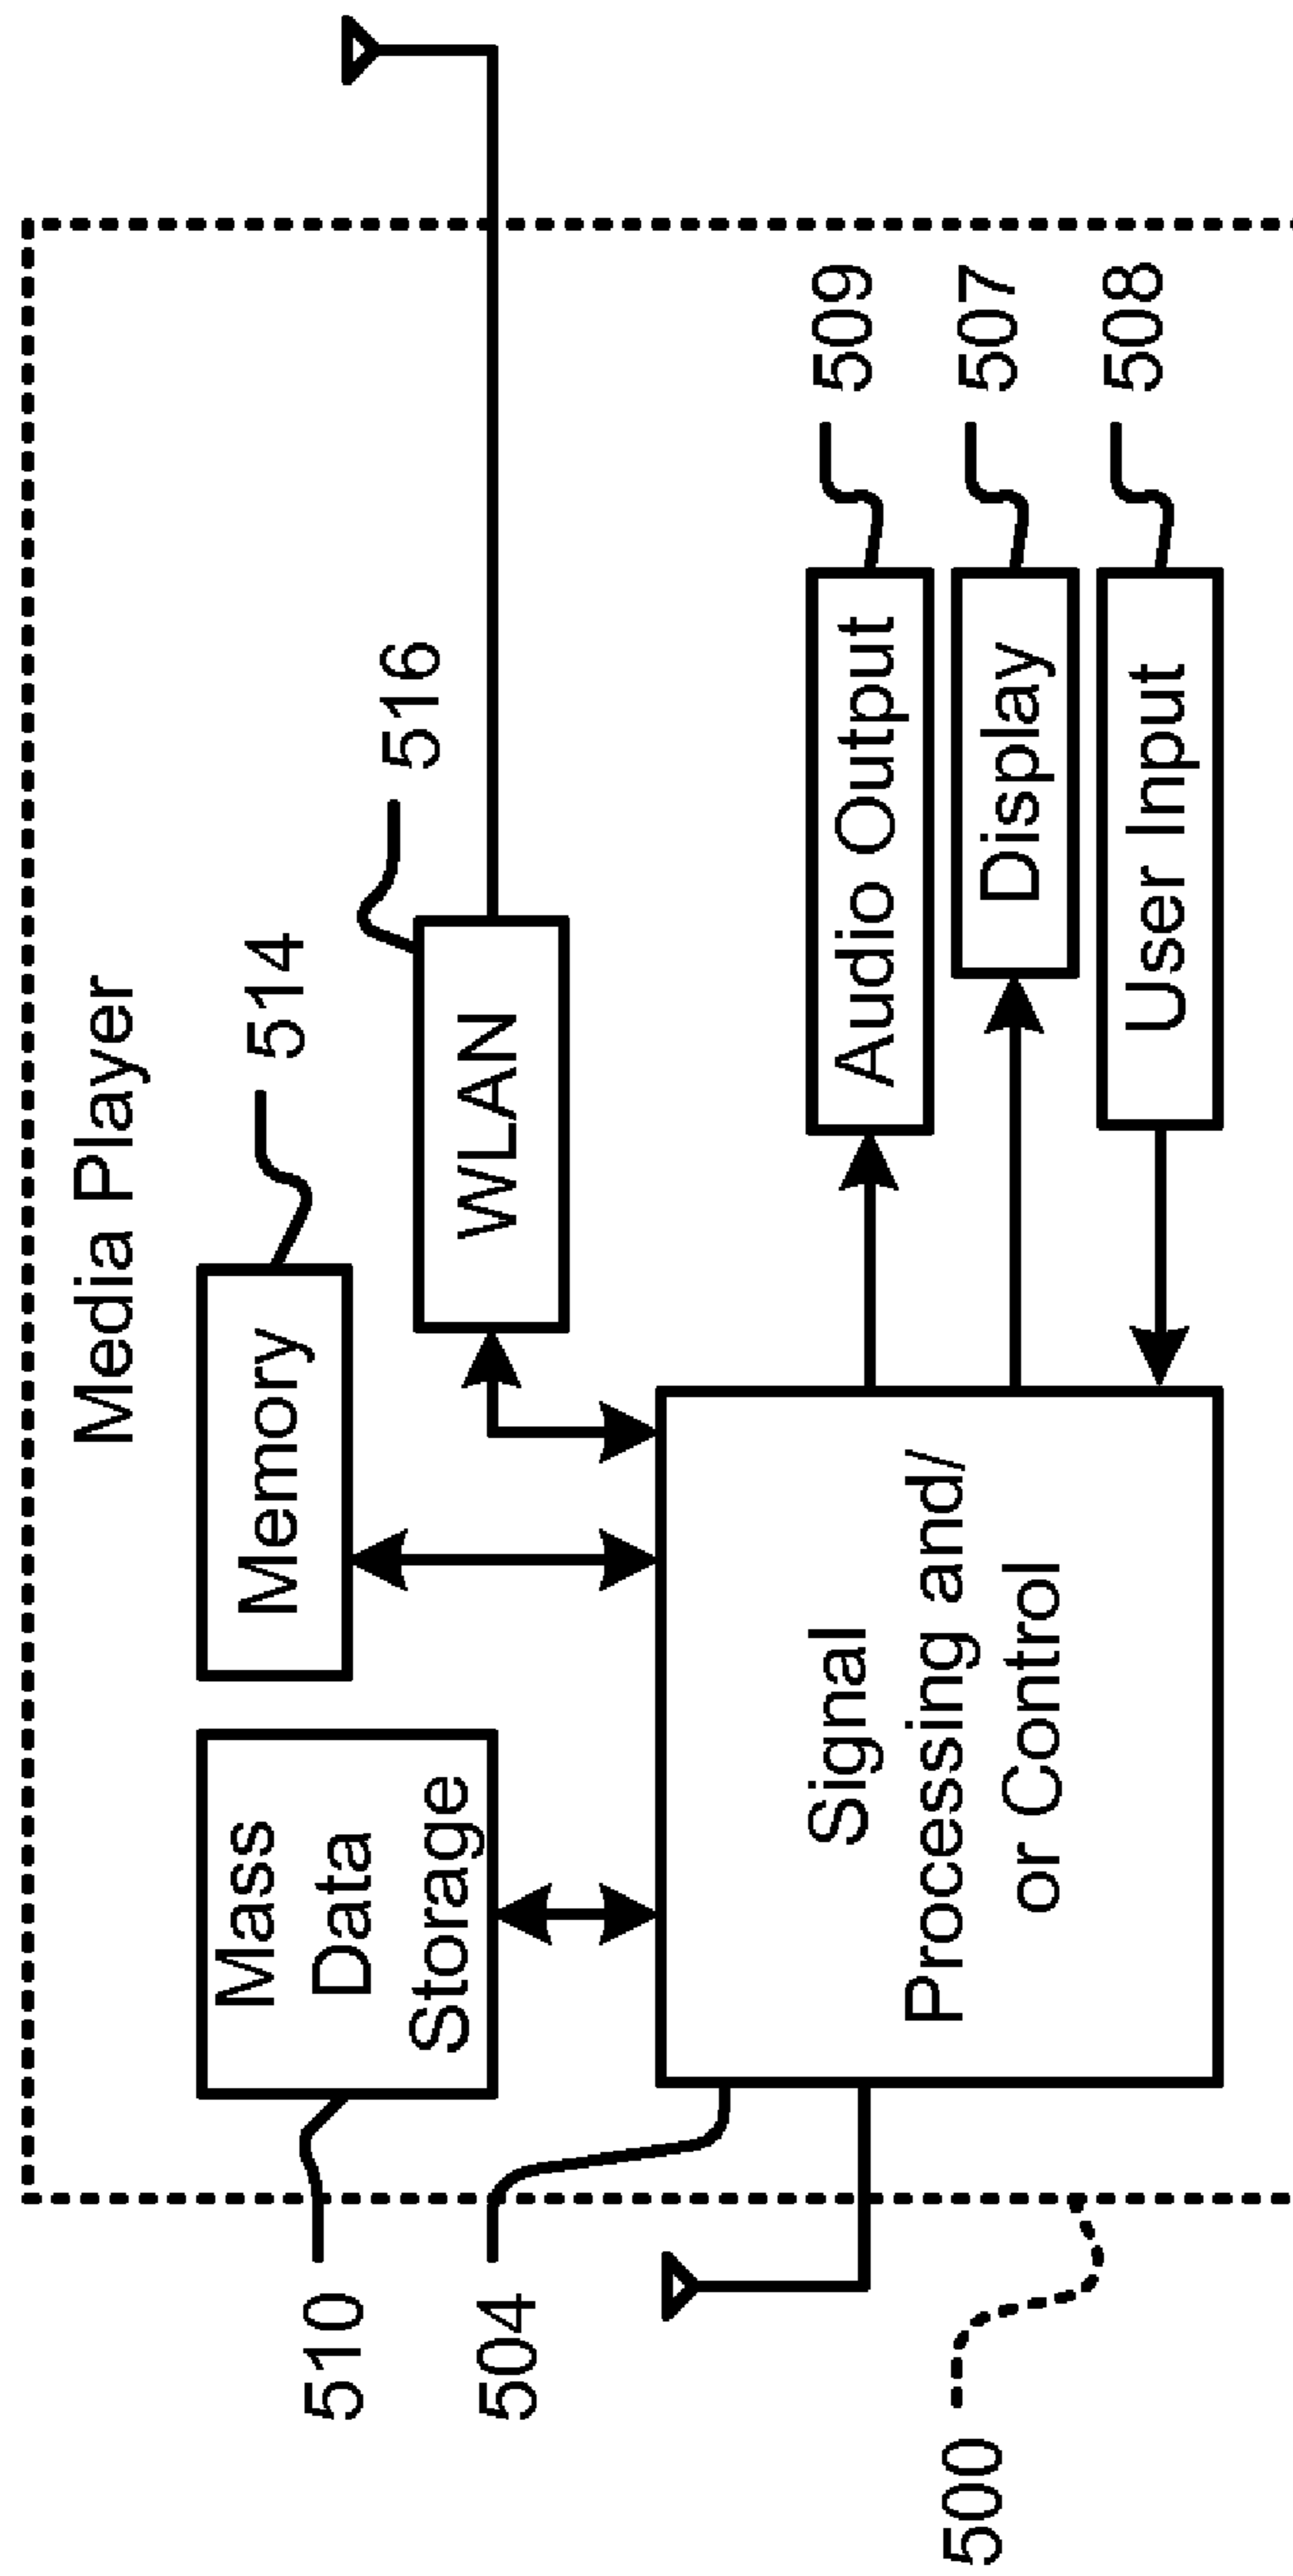 Media Player
510
Mass
Data
Storage
Memory
514
WLAN
516
504
Signal
Processing and/
or Control
Audio Output
509
Display
507
User Input
508
500